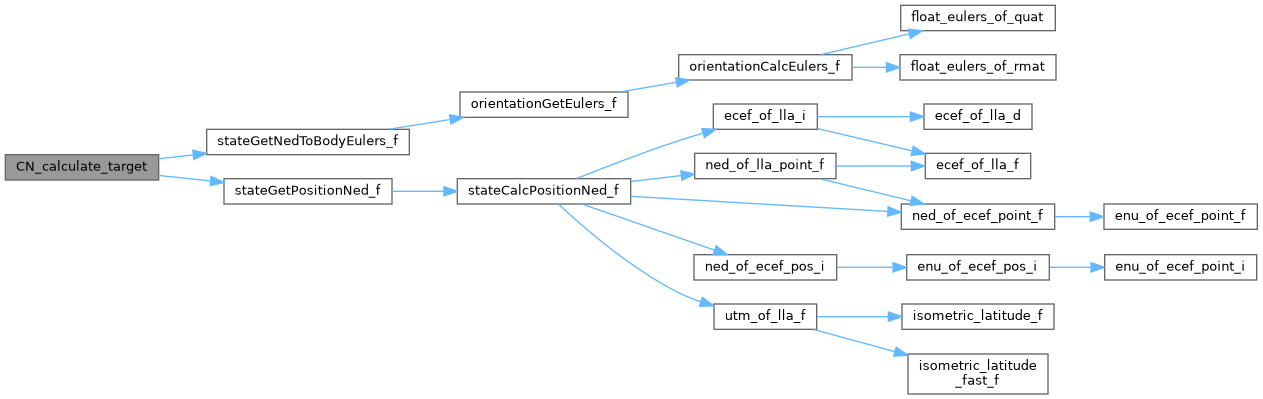 CN_calculate_target
stateGetNedToBodyEulers_f
orientationGetEulers_f
orientationCalcEulers_f
float_eulers_of_quat
float_eulers_of_rmat
stateGetPositionNed_f
stateCalcPositionNed_f
ecef_of_lla_i
ecef_of_lla_d
ecef_of_lla_f
ned_of_lla_point_f
ned_of_ecef_point_f
enu_of_ecef_point_f
ned_of_ecef_pos_i
enu_of_ecef_pos_i
enu_of_ecef_point_i
utm_of_lla_f
isometric_latitude_f
isometric_latitude
_fast_f